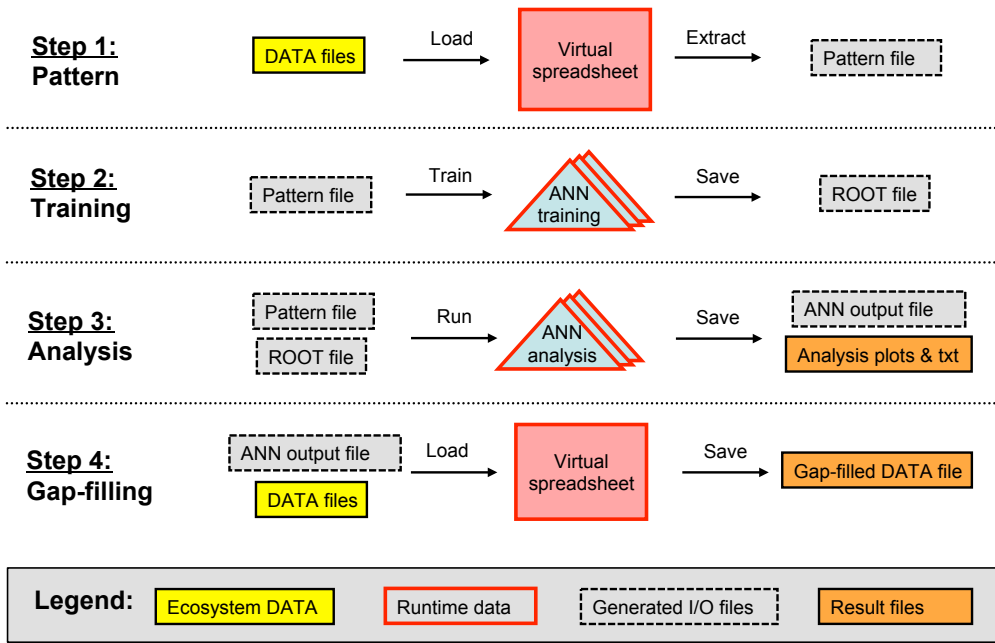 Step 1:
Pattern
DATA files
Load
Virtual
spreadsheet
Extract
Pattern file
Step 2:
Training
Pattern file
Train
ANN
training
Save
ROOT file
Step 3:
Analysis
Pattern file
ROOT file
Run
ANN
analysis
Save
ANN output file
Analysis plots & txt
Step 4:
Gap-filling
ANN output file
DATA files
Load
Virtual
spreadsheet
Save
Gap-filled DATA file
Legend:
Ecosystem DATA
Runtime data
Generated I/O files
Result files